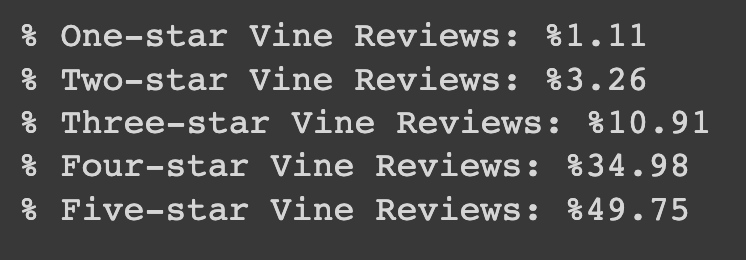 % One-star Vine Reviews: %1.11
% Two-star Vine Reviews: %3.26
% Three-star Vine Reviews: %10.91
% Four-star Vine Reviews: %34.98
% Five-star Vine Reviews: %49.75